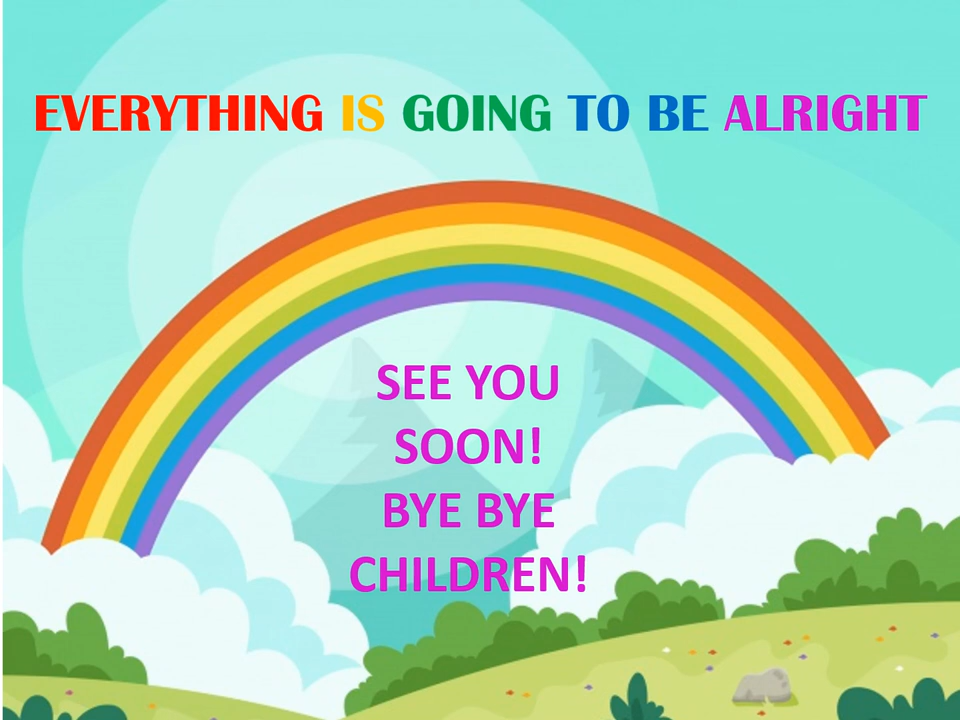 EVERYTHING IS GOING TO BE ALRIGHT
SEE YOU
SOON!
BYE BYE
CHILDREN!